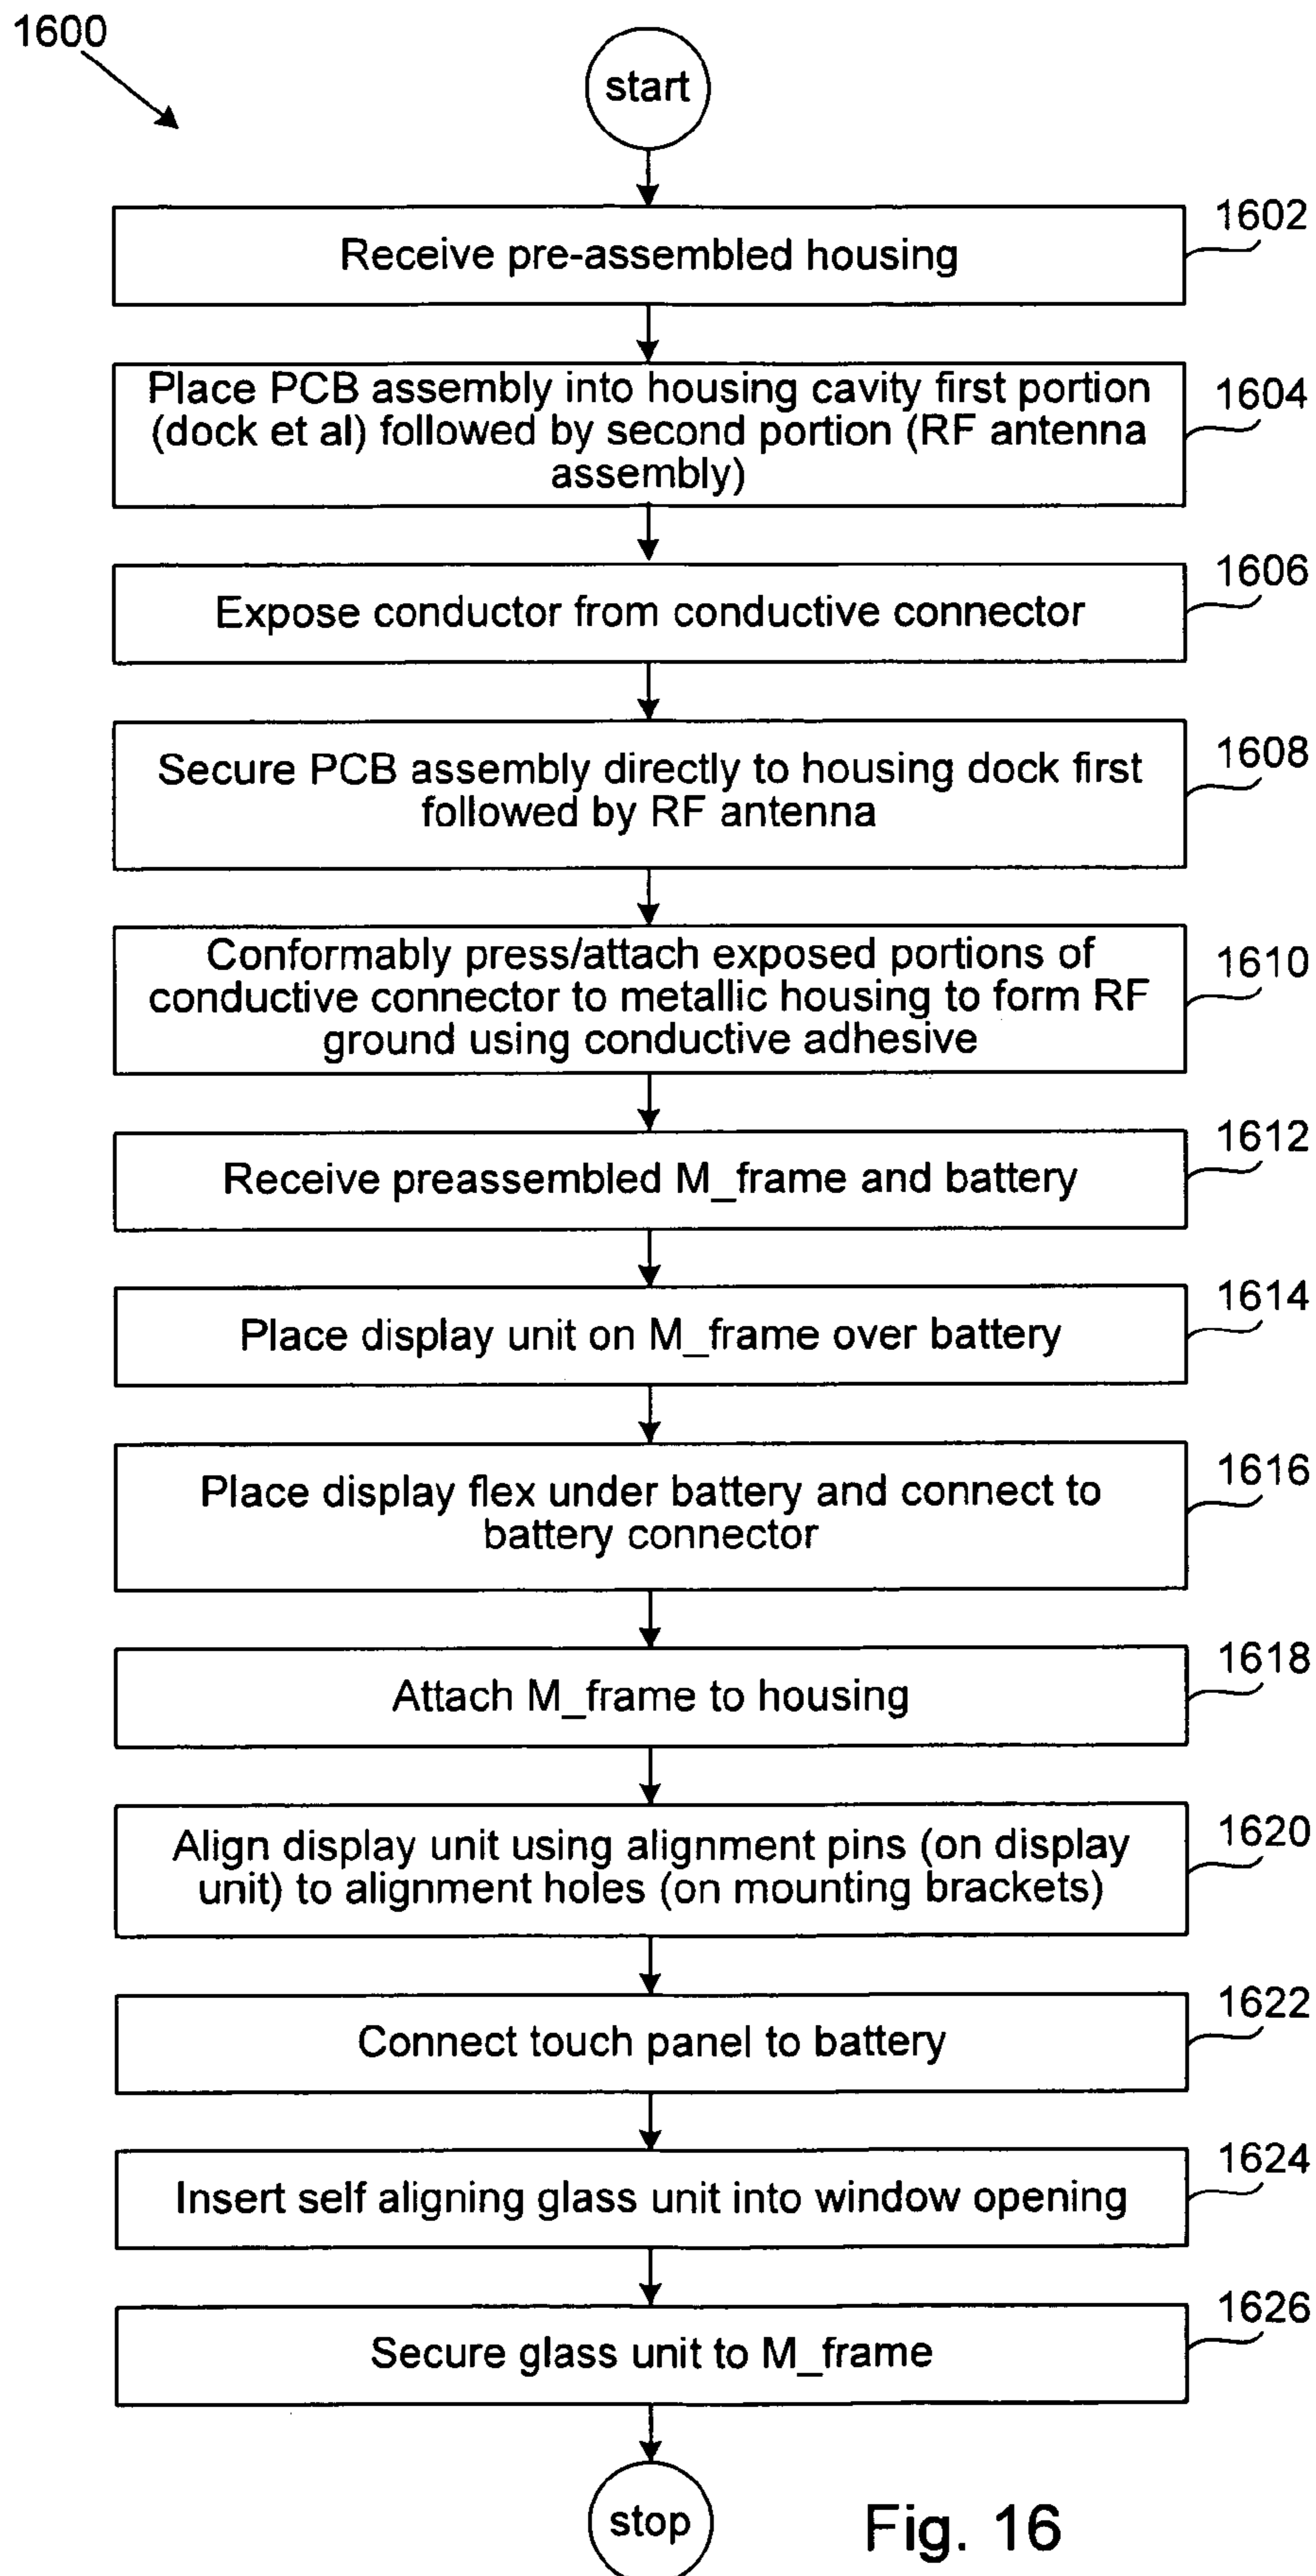 1600
start
1602
Receive pre-assembled housing
1604
Place PCB assembly into housing cavity first portion
(dock et al) followed by second portion (RF antenna
assembly)
1606
Expose conductor from conductive connector
1608
Secure PCB assembly directly to housing dock first
followed by RF antenna
1610
Conformably press/attach exposed portions of
conductive connector to metallic housing to form RF
ground using conductive adhesive
1612
Receive preassembled M_frame and battery
1614
Place display unit on M_frame over battery
1616
Place display flex under battery and connect to
battery connector
1618
Attach M_frame to housing
1620
Align display unit using alignment pins (on display
unit) to alignment holes (on mounting brackets)
1622
Connect touch panel to battery
1624
Insert self aligning glass unit into window opening
1626
Secure glass unit to M_frame
stop
Fig. 16